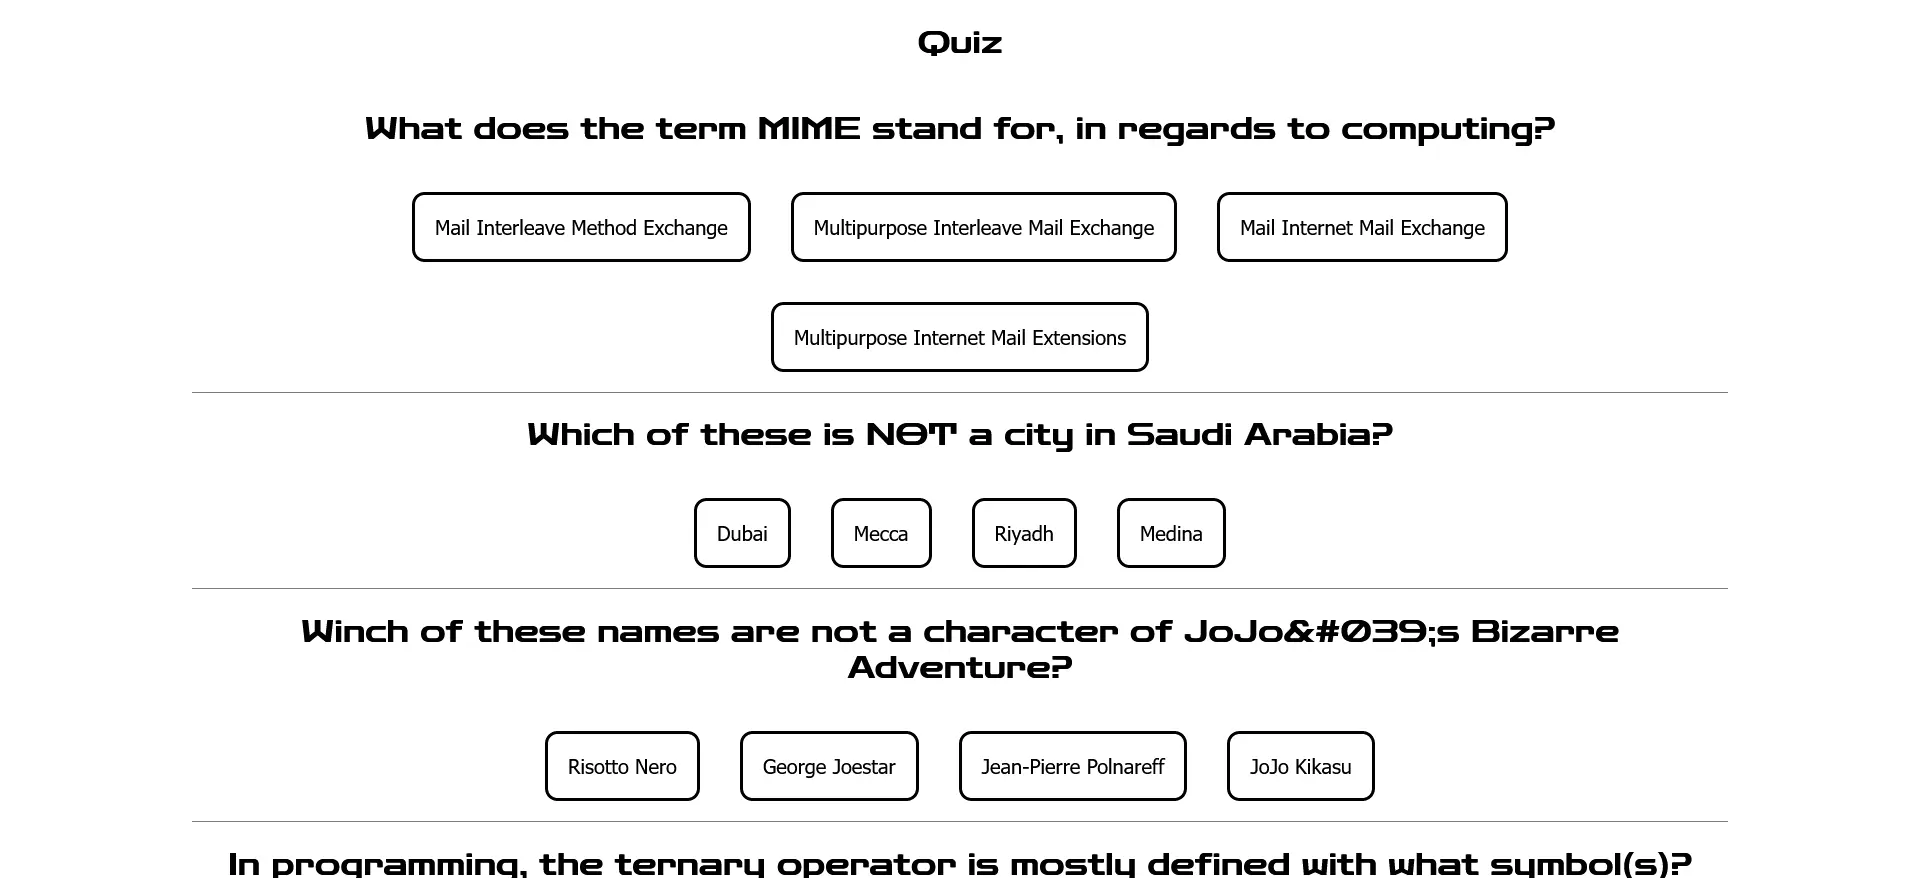 Quiz
What does the term MIME stand for, in regards to computing?
Mail Interleave Method Exchange
Multipurpose Interleave Mail Exchange
Mail Internet Mail Exchange
Multipurpose Internet Mail Extensions
Which of these is NOT a city in Saudi Arabia?
Dubai
Mecca
Riyadh
Medina
Winch of these names are not a character of JoJo&#039;s Bizarre
Adventure?
Risotto Nero
George Joestar
Jean-Pierre Polnareff
JoJo Kikasu
In programming, the ternary operator is mostly defined with what symbol(s)?